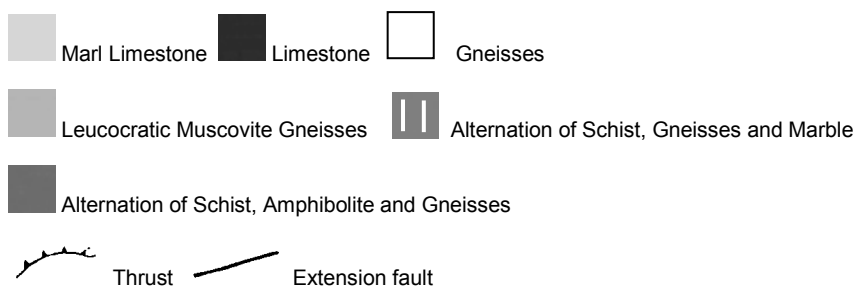 Marl Limestone Limestone Gneisses
Leucocratic Muscovite Gneisses Alternation of Schist, Gneisses and Marble
Alternation of Schist, Amphibolite and Gneisses
Thrust Extension fault